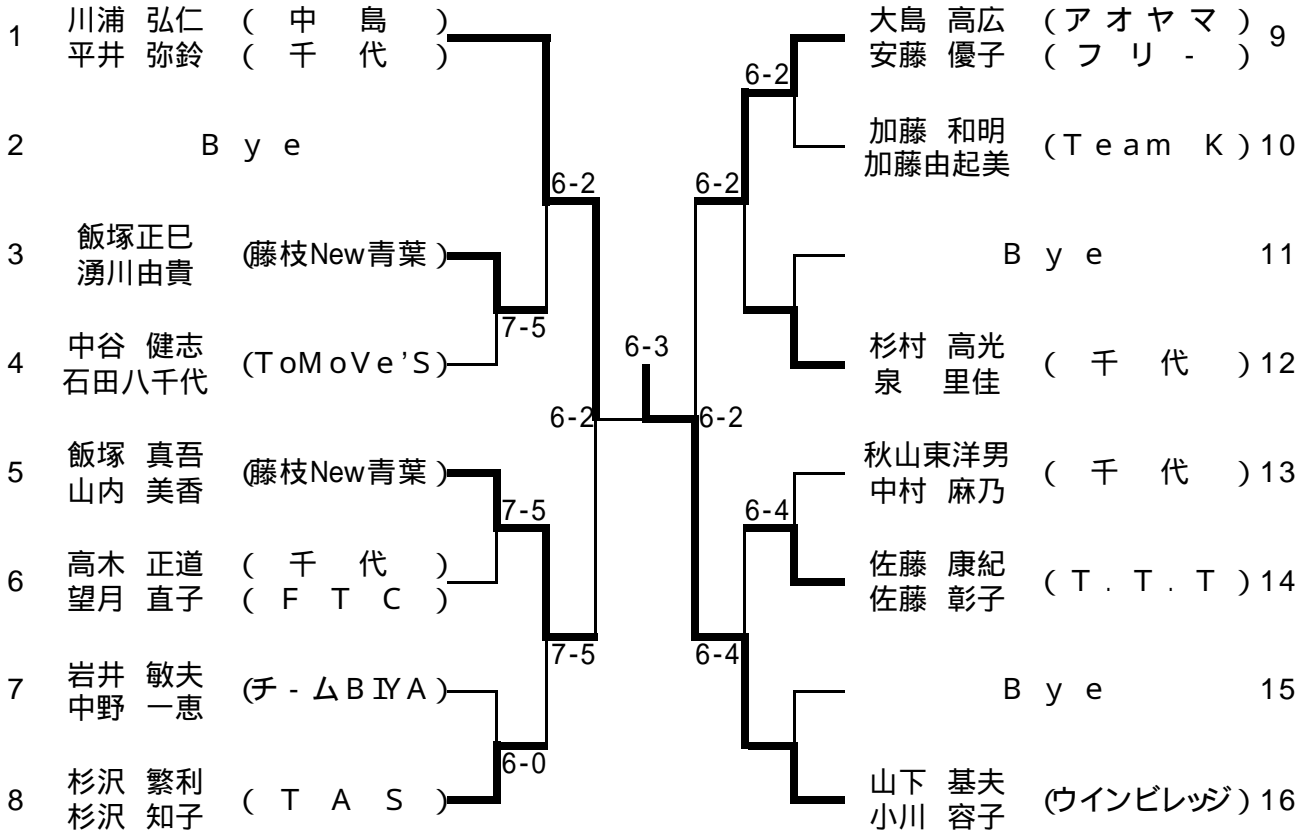 1 川浦 弘仁 ( 中 島 )
平井 弥鈴 ( 千 代 )
2 Bye
3 飯塚正巳 (藤枝New青葉)
湧川由貴
7-5
4 中谷 健志 (ToMoVe'S)
石田八千代
6-2
5 飯塚 真吾 (藤枝New青葉)
山内 美香
7-5
6 高木 正道 ( 千 代 )
望月 直子 ( F T C )
7 岩井 敏夫 (チ-ムBIYA)
中野 一恵
6-0
8 杉沢 繁利 ( T A S )
杉沢 知子
7-5
6-2
6-3
6-2
大島 高広 (アオヤマ) 9
安藤 優子 ( フ リ - )
6-2
加藤 和明 (Team K) 10
加藤由起美
6-2
Bye 11
杉村 高光 ( 千 代 ) 12
泉 里佳
秋山東洋男 ( 千 代 ) 13
中村 麻乃
6-4
佐藤 康紀 (T.T.T) 14
佐藤 彰子
6-4
Bye 15
山下 基夫 (ウインビレッジ) 16
小川 容子